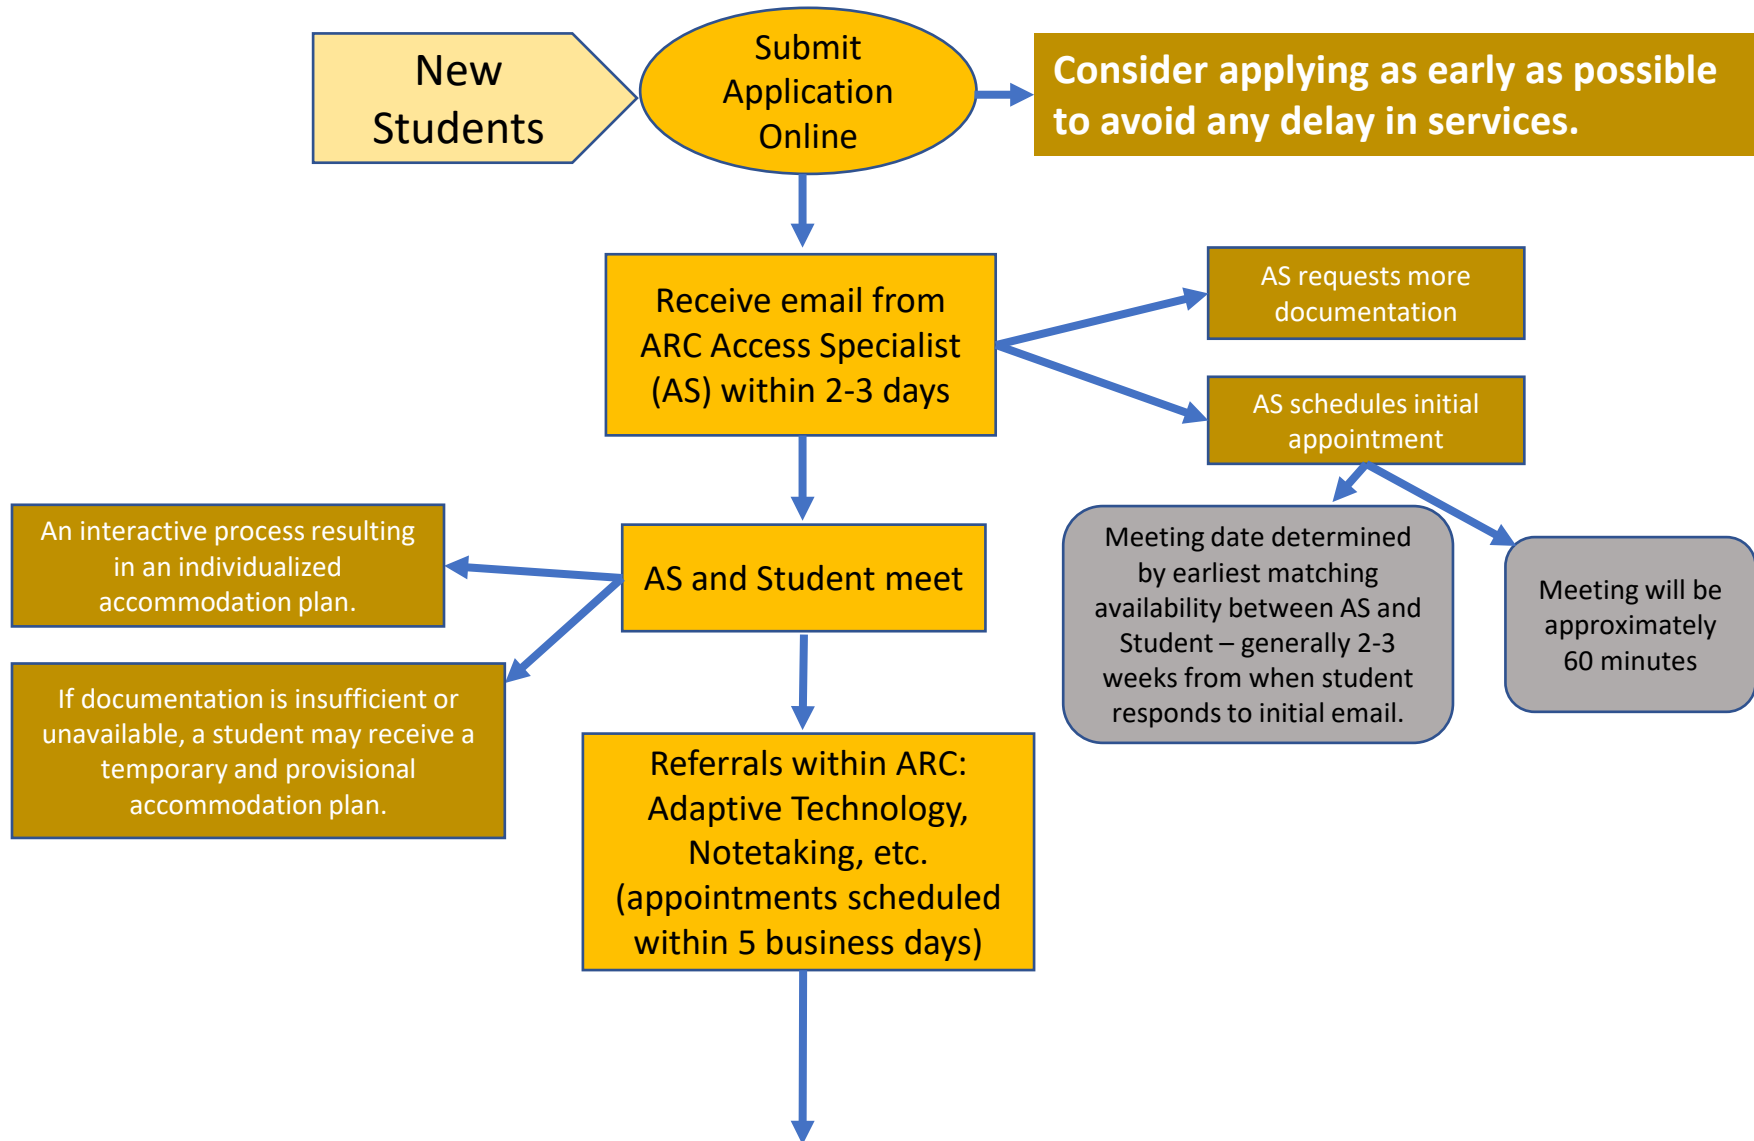 New
Students
Submit
Application
Online
Consider applying as early as possible
to avoid any delay in services.
Receive email from
ARC Access Specialist
(AS) within 2-3 days
AS requests more
documentation
AS schedules initial
appointment
Meeting date determined
by earliest matching
availability between AS and
Student – generally 2-3
weeks from when student
responds to initial email.
Meeting will be
approximately
60 minutes
AS and Student meet
An interactive process resulting
in an individualized
accommodation plan.
If documentation is insufficient or
unavailable, a student may receive a
temporary and provisional
accommodation plan.
Referrals within ARC:
Adaptive Technology,
Notetaking, etc.
(appointments scheduled
within 5 business days)